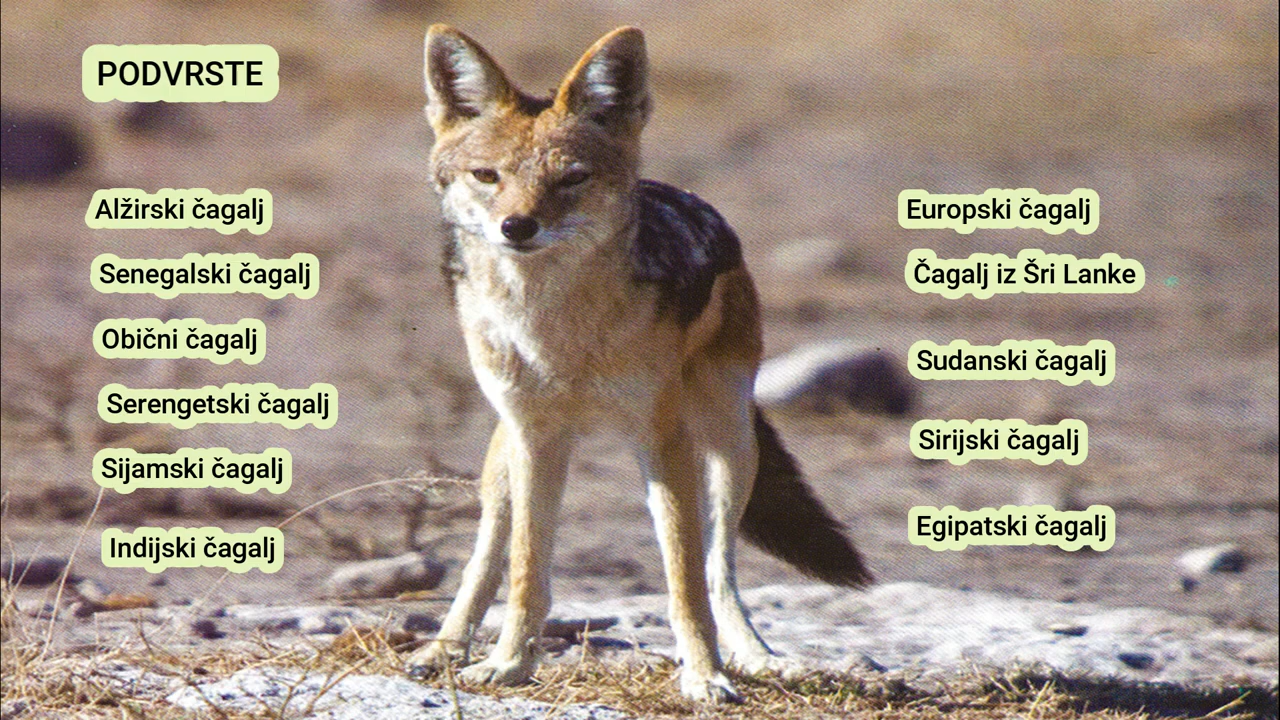 PODVRSTE
Alžirski čagalj
Senegalski čagalj
Obični čagalj
Serengetski čagalj
Sijamski čagalj
Indijski čagalj
Europski čagalj
Čagalj iz Šri Lanke
Sudanski čagalj
Sirijski čagalj
Egipatski čagalj